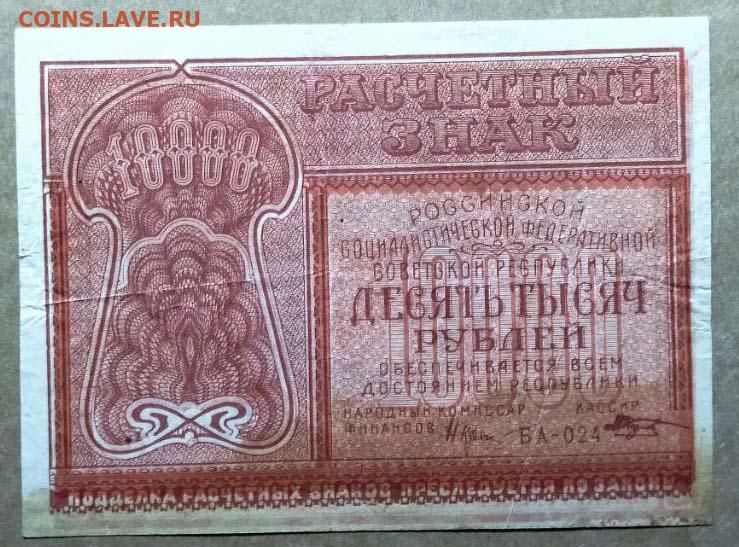 COINS.LAVE.RU
10000
РАСЧЕТНЫЙ
ЗНАК
РОССИЙСКОЙ
СОЦИАЛИСТИЧЕСКОЙ ФЕДЕРАТИВНОЙ
СОВЕТСКОЙ РЕСПУБЛИКИ
10000
ДЕСЯТЬ ТЫСЯЧ
РУБЛЕЙ
ОБЕСПЕЧИВАЕТСЯ ВСЕМ
ДОСТОЯНИЕМ РЕСПУБЛИКИ
НАРОДНЫЙ КОМИССАР КАССИР
ФИНАНСОВ
БА-024
ПОДДЕЛКА РАСЧЕТНЫХ ЗНАКОВ ПРЕСЛЕДУЕТСЯ ПО ЗАКОНУ